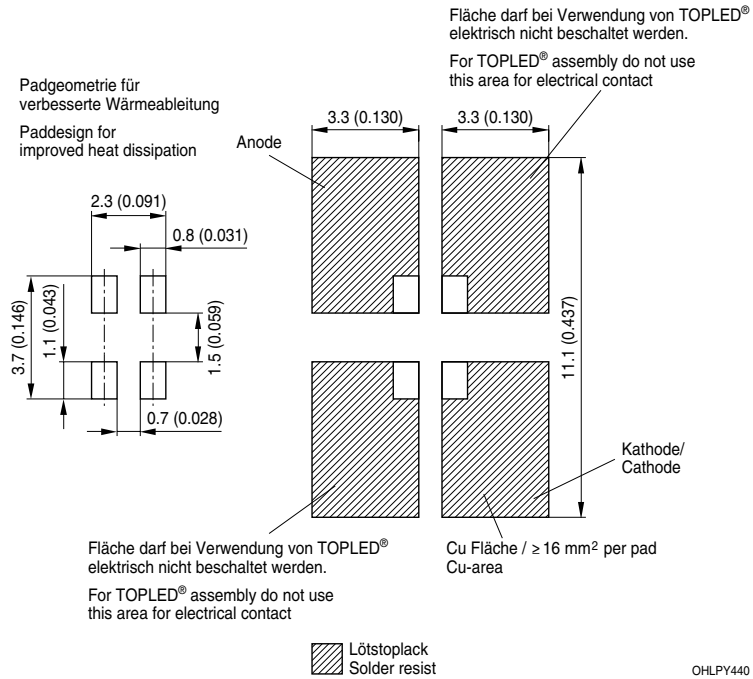 Fläche darf bei Verwendung von TOPLED®
elektrisch nicht beschaltet werden.
For TOPLED® assembly do not use
this area for electrical contact
Padgeometrie für
verbesserte Wärmeableitung
Paddesign for
improved heat dissipation
Anode
3.3 (0.130)
3.3 (0.130)
2.3 (0.091)
0.8 (0.031)
3.7 (0.146)
1.1 (0.043)
1.5 (0.059)
0.7 (0.028)
11.1 (0.437)
Kathode/
Cathode
Fläche darf bei Verwendung von TOPLED®
elektrisch nicht beschaltet werden.
For TOPLED® assembly do not use
this area for electrical contact
Cu Fläche / ≥ 16 mm² per pad
Cu-area
Lötstoplack
Solder resist
OHLPY440